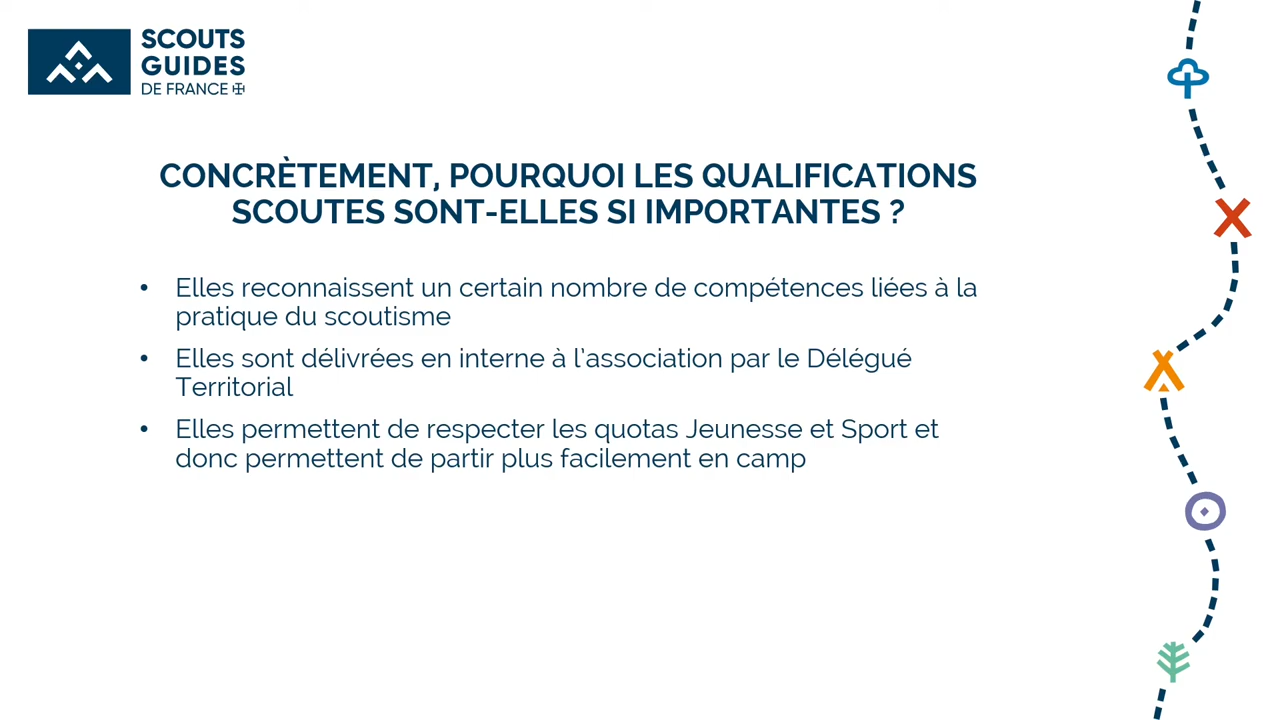 SCOUTS
GUIDES
DE FRANCE
CONCRÈTEMENT, POURQUOI LES QUALIFICATIONS
SCOUTES SONT-ELLES SI IMPORTANTES ?
• Elles reconnaissent un certain nombre de compétences liées à la
pratique du scoutisme
• Elles sont délivrées en interne à l'association par le Délégué
Territorial
• Elles permettent de respecter les quotas Jeunesse et Sport et
donc permettent de partir plus facilement en camp